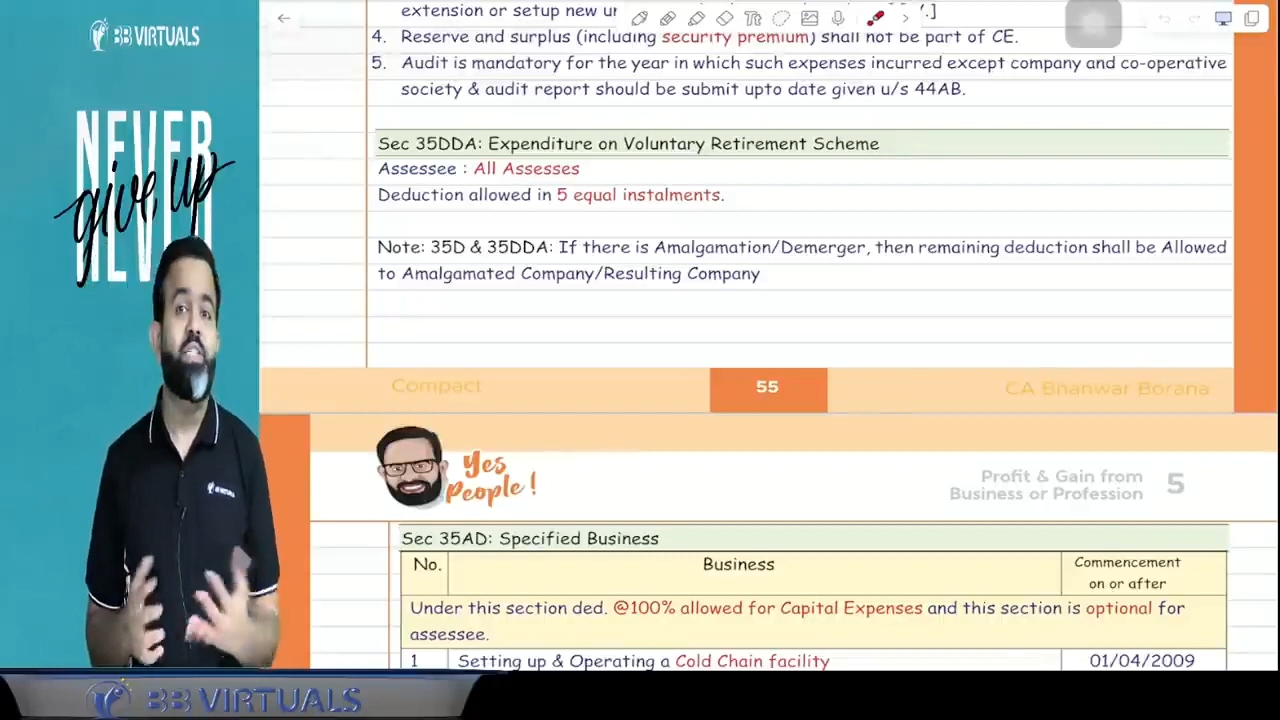 BB VIRTUALS
NEVER
give up
NEVER
BB VIRTUALS
extension or setup new
4. Reserve and surplus (including security premium) shall not be part of CE.
5. Audit is mandatory for the year in which such expenses incurred except company and co-operative
society & audit report should be submit upto date given u/s 44AB.
Sec 35DDA: Expenditure on Voluntary Retirement Scheme
Assessee : All Assesses
Deduction allowed in 5 equal instalments.
Note: 35D & 35DDA: If there is Amalgamation/Demerger, then remaining deduction shall be Allowed
to Amalgamated Company/Resulting Company
Compact 55 CA Bhanwar Borana
Yes
People !
Profit & Gain from
Business or Profession 5
Sec 35AD: Specified Business
No. Business Commencement
on or after
Under this section ded. @100% allowed for Capital Expenses and this section is optional for
assessee.
1 Setting up & Operating a Cold Chain facility 01/04/2009
BB VIRTUALS